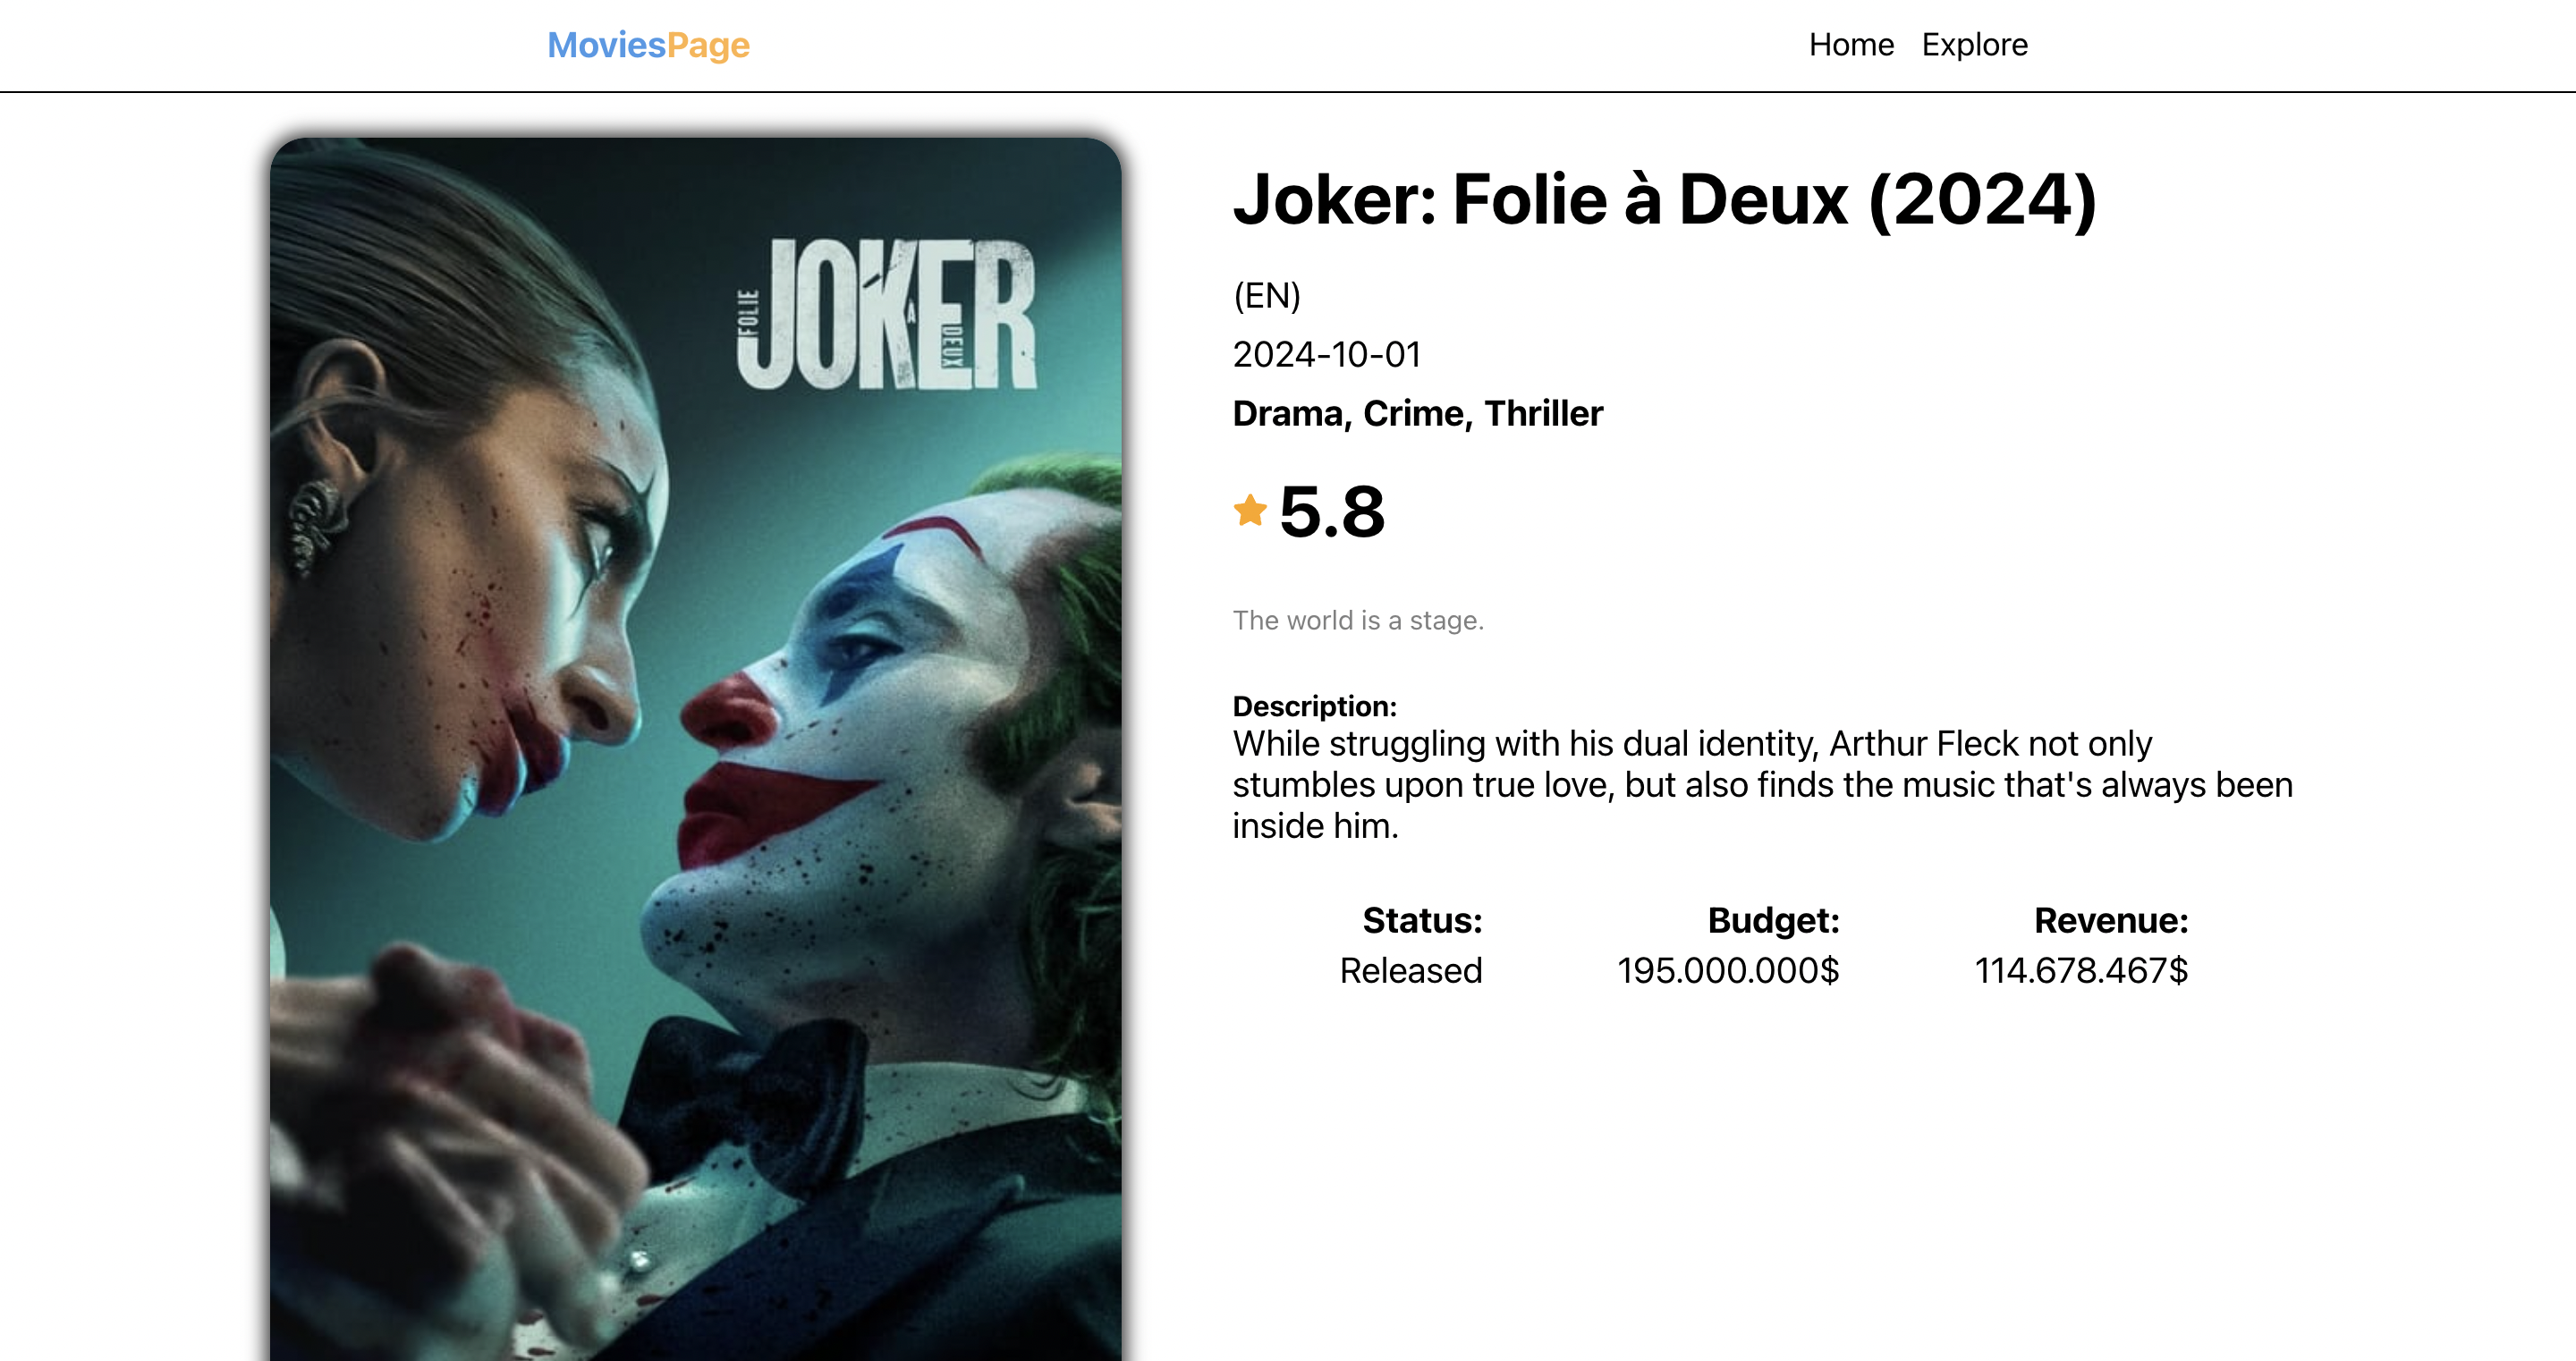 MoviesPage
Home Explore
FOLIE
JOKER
À
DEUX
Joker: Folie à Deux (2024)
(EN)
2024-10-01
Drama, Crime, Thriller
5.8
The world is a stage.
Description:
While struggling with his dual identity, Arthur Fleck not only
stumbles upon true love, but also finds the music that's always been
inside him.
Status: Budget: Revenue:
Released 195.000.000$ 114.678.467$